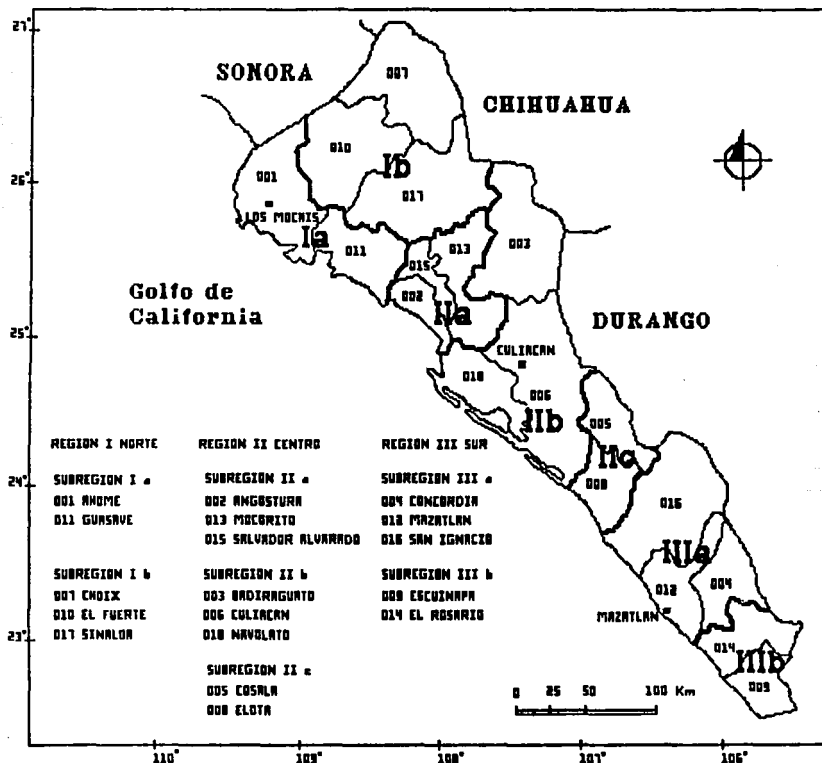 27°
SONORA
007
CHIHUAHUA
010
Ib
001
26°
017
LOS MOCHIS
Ia
011
013
003
015
002
IIa
Golfo de
California
25°
DURANGO
CULIACAN
018
006
IIb
005
IIc
008
24°
016
IIIa
012
004
MAZATLAN
23°
014
IIIb
009
REGION I NORTE
SUBREGION I a
001 AHOME
011 GUASAVE
SUBREGION I b
007 CHOIX
010 EL FUERTE
017 SINALOA
REGION II CENTRO
SUBREGION II a
002 ANGOSTURA
013 MOCORITO
015 SALVADOR ALVARADO
SUBREGION II b
003 BADIRAGUATO
006 CULIACAN
018 NAVOLATO
SUBREGION II c
005 COSALA
008 ELOTA
REGION III SUR
SUBREGION III a
004 CONCORDIA
012 MAZATLAN
016 SAN IGNACIO
SUBREGION III b
009 ESCUINAPA
014 EL ROSARIO
0 25 50 100 Km
110° 109° 108° 107° 106°